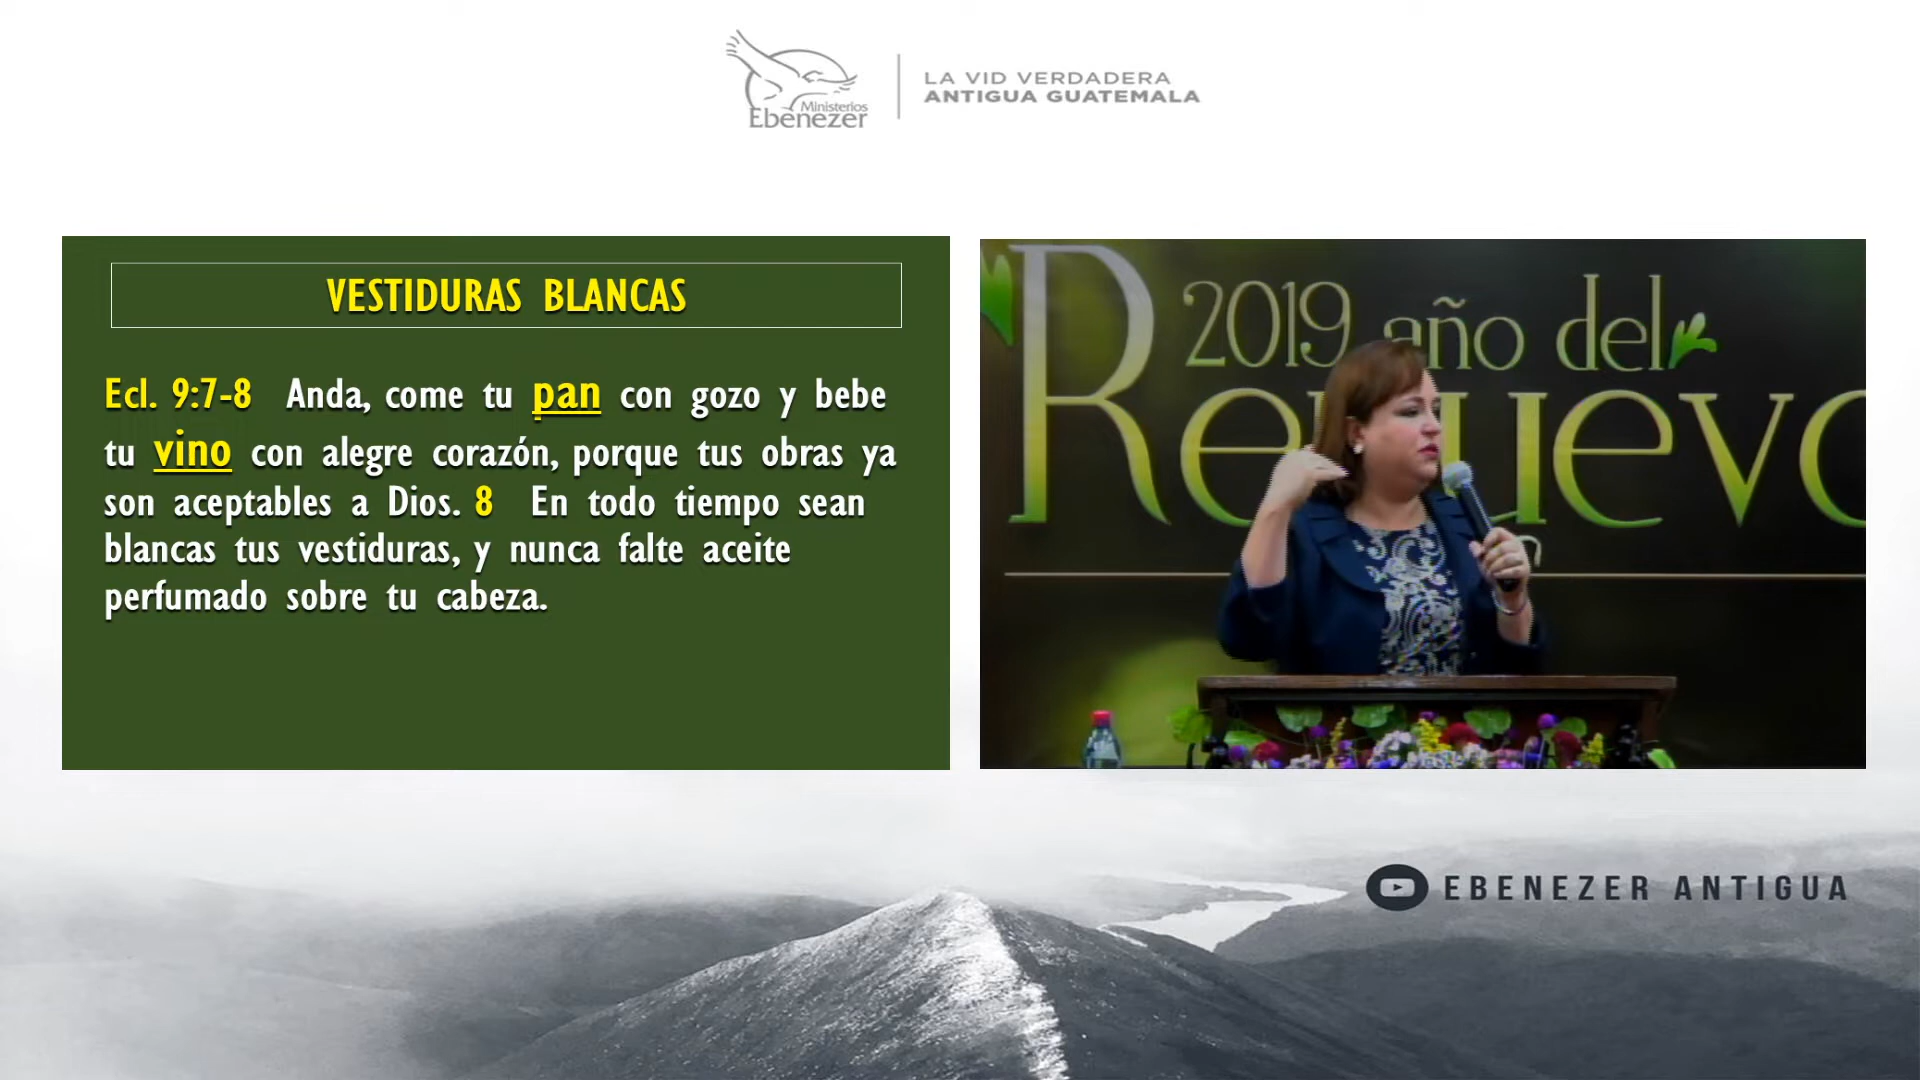 Ministerios
Ebenezer
LA VID VERDADERA
ANTIGUA GUATEMALA
VESTIDURAS BLANCAS
Ecl. 9:7-8 Anda, come tu pan con gozo y bebe
tu vino con alegre corazón, porque tus obras ya
son aceptables a Dios. 8 En todo tiempo sean
blancas tus vestiduras, y nunca falte aceite
perfumado sobre tu cabeza.
2019 año del
EBENEZER ANTIGUA